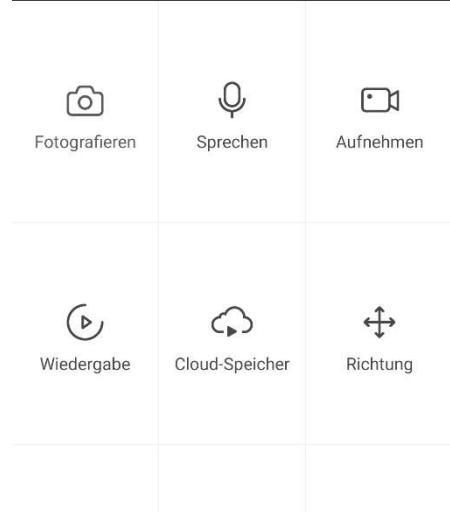 Fotografieren
Sprechen
Aufnehmen
Wiedergabe
Cloud-Speicher
Richtung